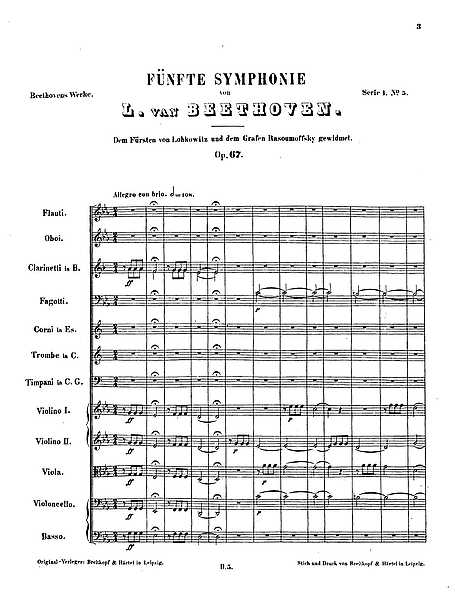 3
FÜNFTE SYMPHONIE
von
Beethovens Werke.
Serie 1. Nº 5.
L. VAN BEETHOVEN.
Dem Fürsten von Lobkowitz und dem Grafen Rasoumoffsky gewidmet.
Op. 67.
Allegro con brio. 𝅗𝅥=108.
Flauti.
Oboi.
Clarinetti in B.
ff
Fagotti.
p
Corni in Es.
Trombe in C.
Timpani in C. G.
Violino I.
ff
p
Violino II.
ff
p
Viola.
ff
p
Violoncello.
ff
p
Basso.
ff
Original-Verleger: Breitkopf & Härtel in Leipzig.
B. 5.
Stich und Druck von Breitkopf & Härtel in Leipzig.